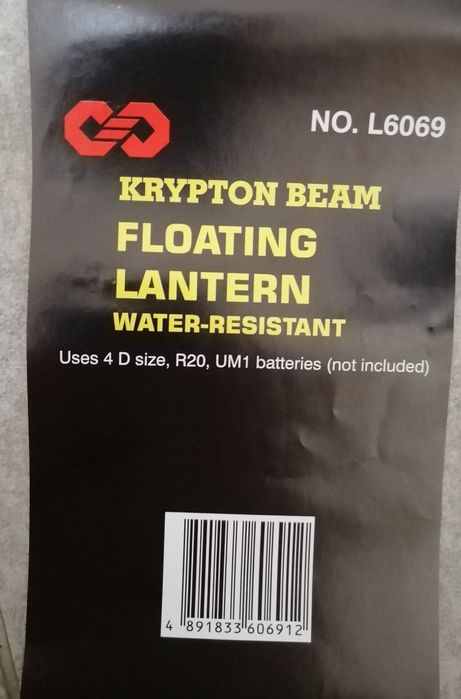 NO. L6069
KRYPTON BEAM
FLOATING
LANTERN
WATER-RESISTANT
Uses 4 D size, R20, UM1 batteries (not included)
4 891833 606912